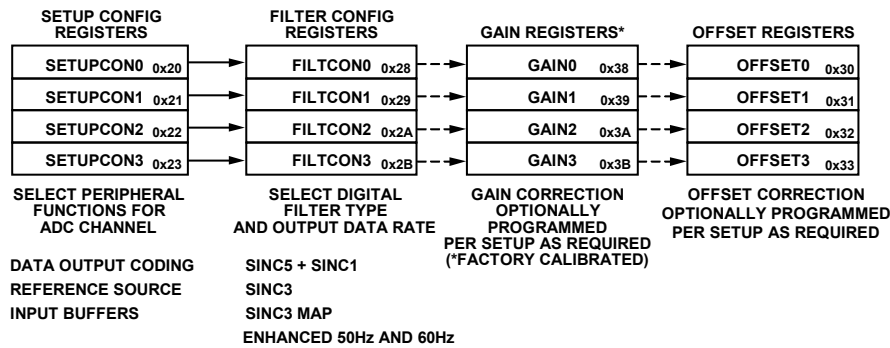 SETUP CONFIG
REGISTERS
SETUPCON0 0x20
SETUPCON1 0x21
SETUPCON2 0x22
SETUPCON3 0x23
SELECT PERIPHERAL
FUNCTIONS FOR
ADC CHANNEL
DATA OUTPUT CODING
REFERENCE SOURCE
INPUT BUFFERS
FILTER CONFIG
REGISTERS
FILTCON0 0x28
FILTCON1 0x29
FILTCON2 0x2A
FILTCON3 0x2B
SELECT DIGITAL
FILTER TYPE
AND OUTPUT DATA RATE
SINC5 + SINC1
SINC3
SINC3 MAP
ENHANCED 50Hz AND 60Hz
GAIN REGISTERS*
GAIN0 0x38
GAIN1 0x39
GAIN2 0x3A
GAIN3 0x3B
GAIN CORRECTION
OPTIONALLY
PROGRAMMED
PER SETUP AS REQUIRED
(*FACTORY CALIBRATED)
OFFSET REGISTERS
OFFSET0 0x30
OFFSET1 0x31
OFFSET2 0x32
OFFSET3 0x33
OFFSET CORRECTION
OPTIONALLY PROGRAMMED
PER SETUP AS REQUIRED